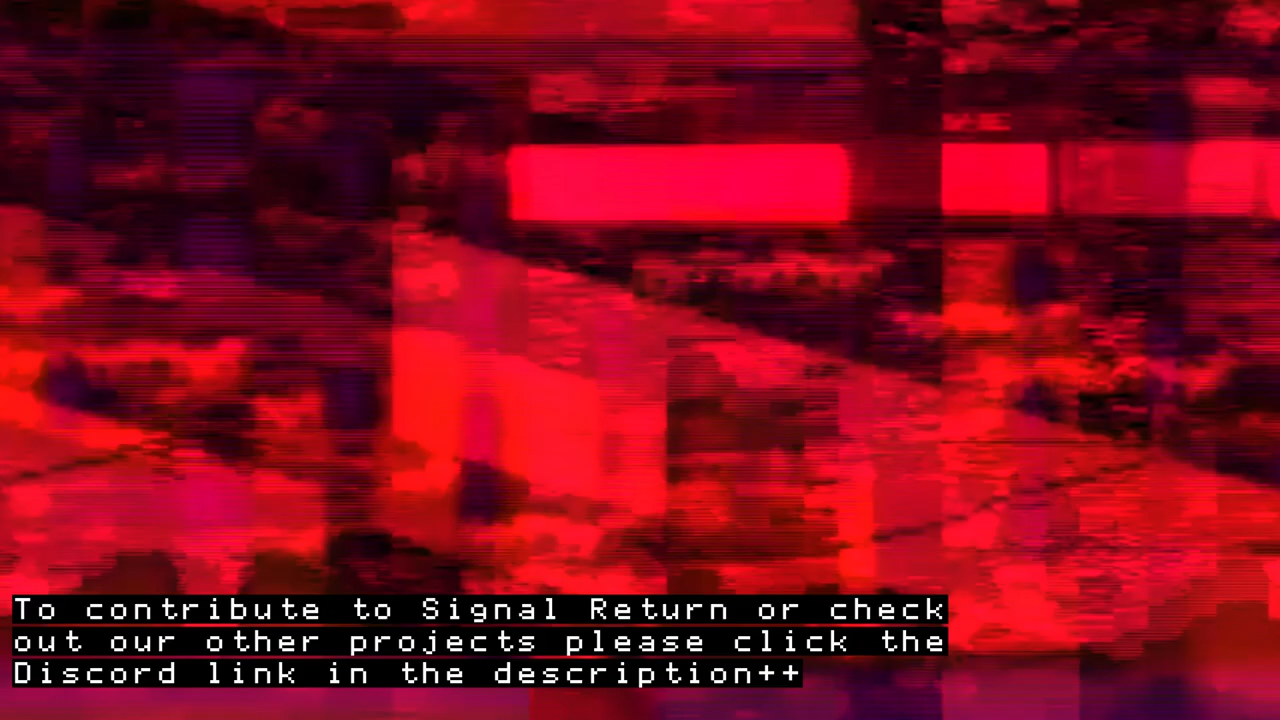 To contribute to Signal Return or check
out our other projects please click the
Discord link in the description++